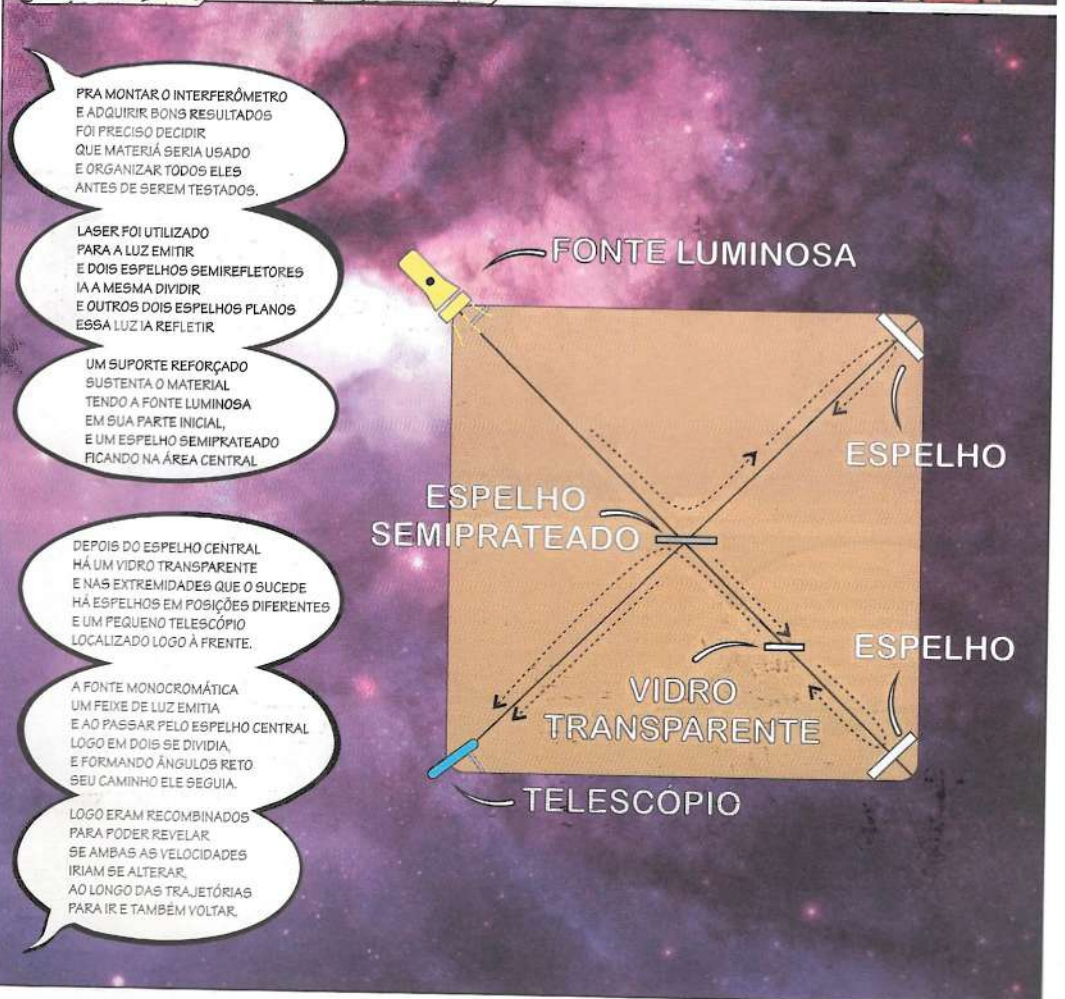 PRA MONTAR O INTERFERÔMETRO
E ADQUIRIR BONS RESULTADOS
FOI PRECISO DECIDIR
QUE MATERIÁ SERIA USADO
E ORGANIZAR TODOS ELES
ANTES DE SEREM TESTADOS.
LASER FOI UTILIZADO
PARA A LUZ EMITIR
E DOIS ESPELHOS SEMIREFLETORES
IA A MESMA DIVIDIR
E OUTROS DOIS ESPELHOS PLANOS
ESSA LUZ IA REFLETIR
UM SUPORTE REFORÇADO
SUSTENTA O MATERIAL
TENDO A FONTE LUMINOSA
EM SUA PARTE INICIAL,
E UM ESPELHO SEMIPRATEADO
FICANDO NA ÁREA CENTRAL
DEPOIS DO ESPELHO CENTRAL
HÁ UM VIDRO TRANSPARENTE
E NAS EXTREMIDADES QUE O SUCEDE
HÁ ESPELHOS EM POSIÇÕES DIFERENTES
E UM PEQUENO TELESCÓPIO
LOCALIZADO LOGO À FRENTE.
A FONTE MONOCROMÁTICA
UM FEIXE DE LUZ EMITIA
E AO PASSAR PELO ESPELHO CENTRAL
LOGO EM DOIS SE DIVIDIA,
E FORMANDO ÂNGULOS RETO
SEU CAMINHO ELE SEGUIA.
LOGO ERAM RECOMBINADOS
PARA PODER REVELAR
SE AMBAS AS VELOCIDADES
IRIAM SE ALTERAR,
AO LONGO DAS TRAJETÓRIAS
PARA IR E TAMBÉM VOLTAR.
FONTE LUMINOSA
ESPELHO
ESPELHO
SEMIPRATEADO
ESPELHO
VIDRO
TRANSPARENTE
TELESCÓPIO